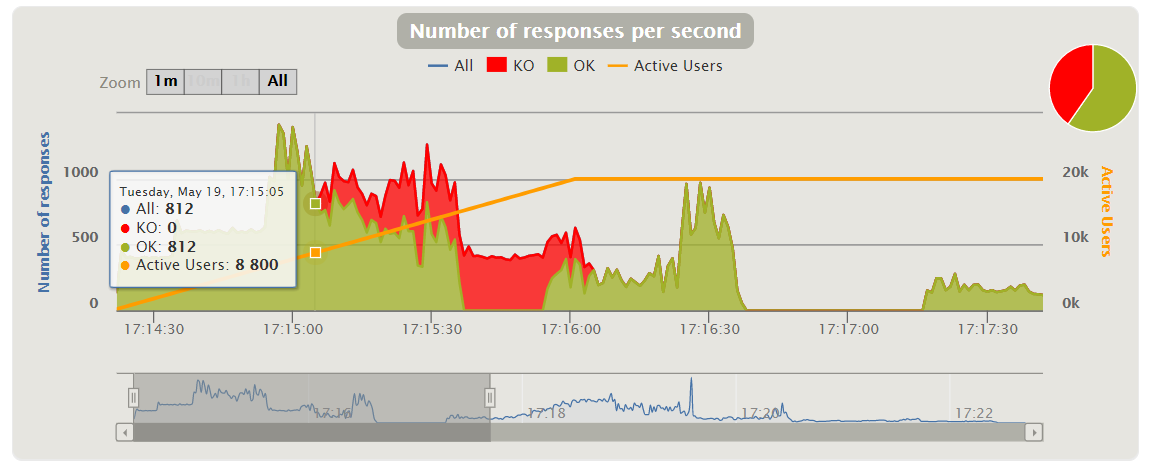 Number of responses per second
All KO OK Active Users
Zoom 1m 10m 1h All
Number of responses
1000
500
0
20k
10k
0k
Active Users
Tuesday, May 19, 17:15:05
All: 812
KO: 0
OK: 812
Active Users: 8 800
17:14:30 17:15:00 17:15:30 17:16:00 17:16:30 17:17:00 17:17:30
17:16 17:18 17:20 17:22